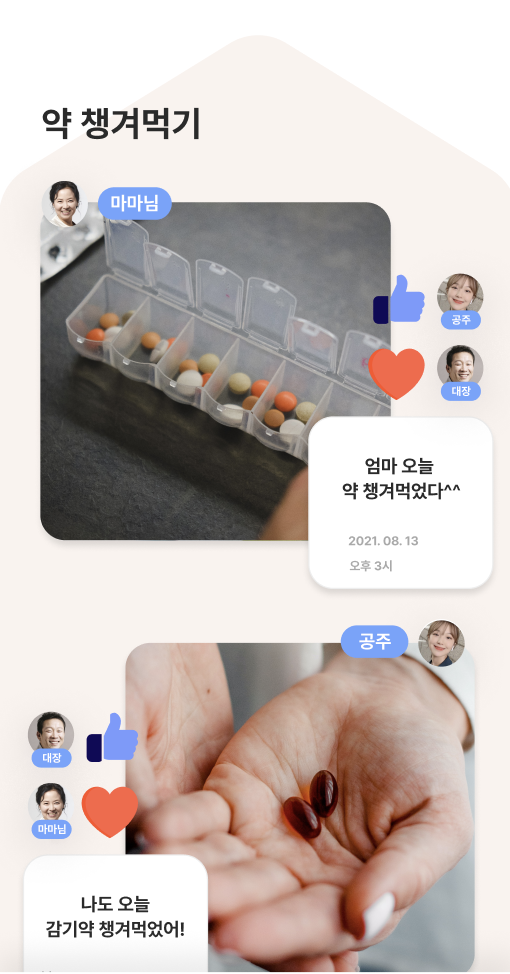 약 챙겨먹기
마마님
공주
대장
엄마 오늘
약 챙겨먹었다^^
2021. 08. 13
오후 3시
공주
대장
마마님
나도 오늘
감기약 챙겨먹었어!